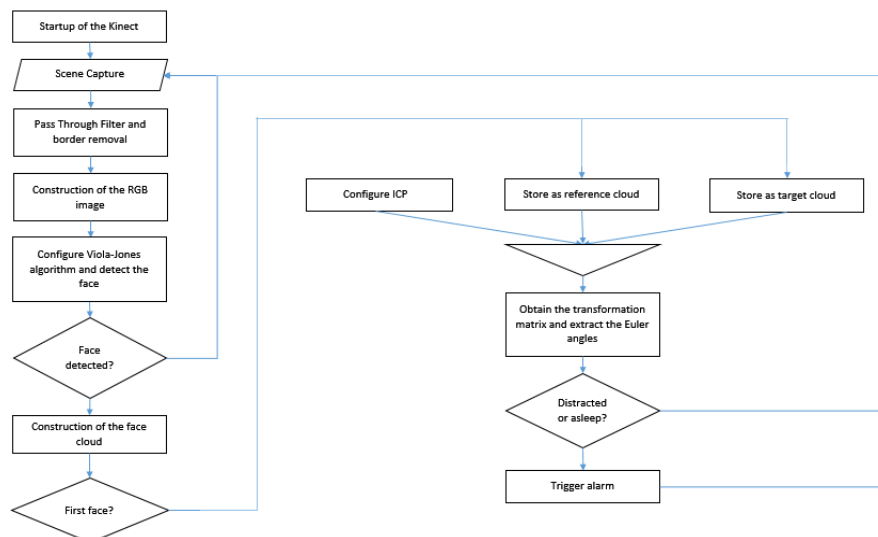 Startup of the Kinect
Scene Capture
Pass Through Filter and
border removal
Construction of the RGB
image
Configure Viola-Jones
algorithm and detect the
face
Face
detected?
Construction of the face
cloud
First face?
Configure ICP
Store as reference cloud
Store as target cloud
Obtain the transformation
matrix and extract the Euler
angles
Distracted
or asleep?
Trigger alarm